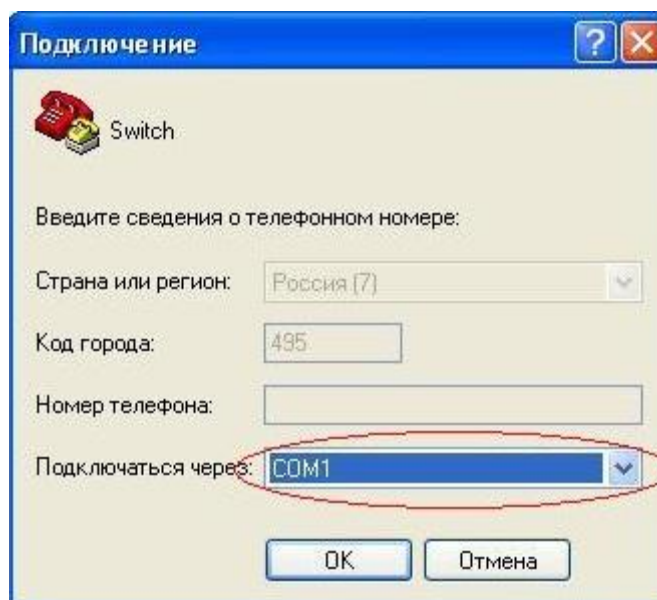 Подключение
Switch
Введите сведения о телефонном номере:
Страна или регион: Россия (7)
Код города: 495
Номер телефона:
Подключаться через: COM1
OK Отмена